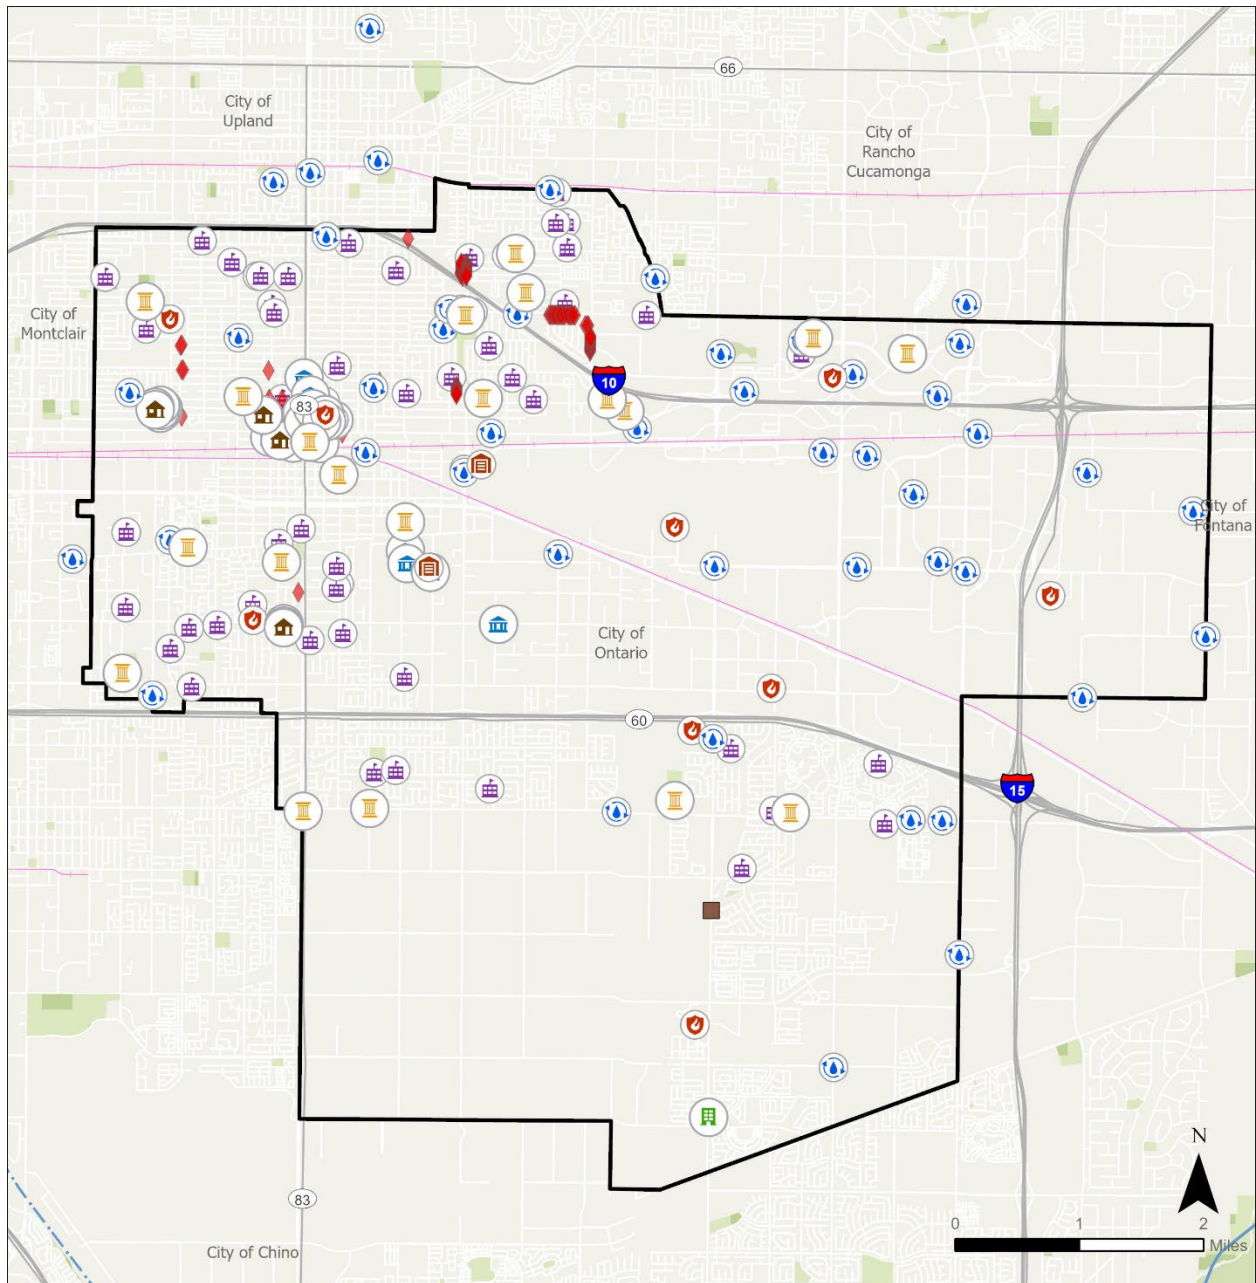 66
City of
Upland
City of
Rancho
Cucamonga
City of
Montclair
10
83
City of
Fontana
City of
Ontario
60
15
N
83
0 1 2
Miles
City of Chino